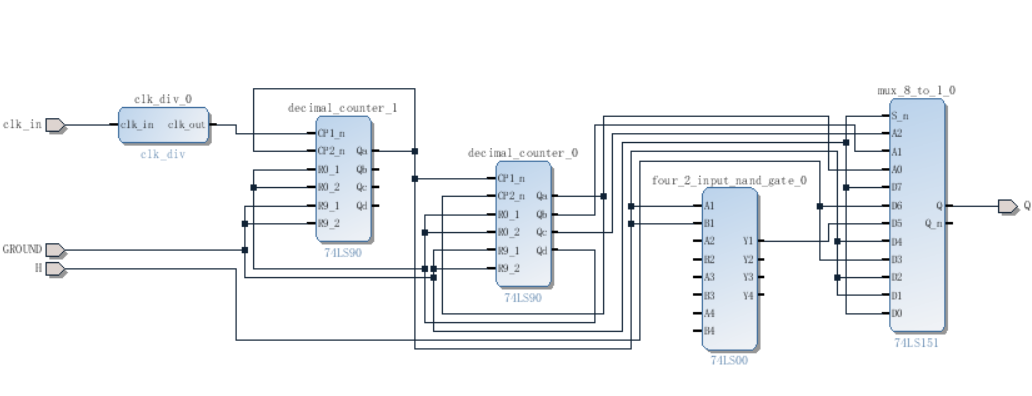 clk_in
GROUND
H
clk_div_0
clk_in clk_out
clk_div
decimal_counter_1
CP1_n
CP2_n Qa
R0_1 Qb
R0_2 Qc
R9_1 Qd
R9_2
74LS90
decimal_counter_0
CP1_n
CP2_n Qa
R0_1 Qb
R0_2 Qc
R9_1 Qd
R9_2
74LS90
four_2_input_nand_gate_0
A1
B1
A2 Y1
B2 Y2
A3 Y3
B3 Y4
A4
B4
74LS00
mux_8_to_1_0
S_n
A2
A1
A0
D7
D6 Q
D5 Q_n
D4
D3
D2
D1
D0
74LS151
Q